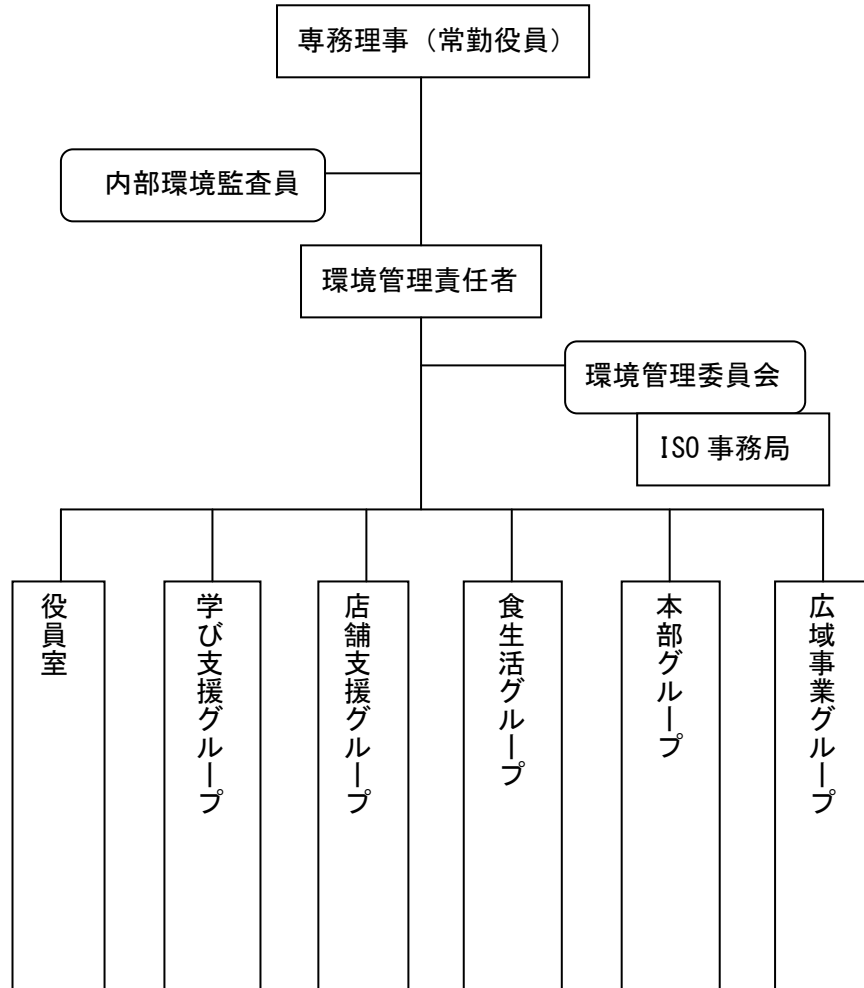 専務理事（常勤役員）
内部環境監査員
環境管理責任者
環境管理委員会
ISO 事務局
役員室
学び支援グループ
店舗支援グループ
食生活グループ
本部グループ
広域事業グループ